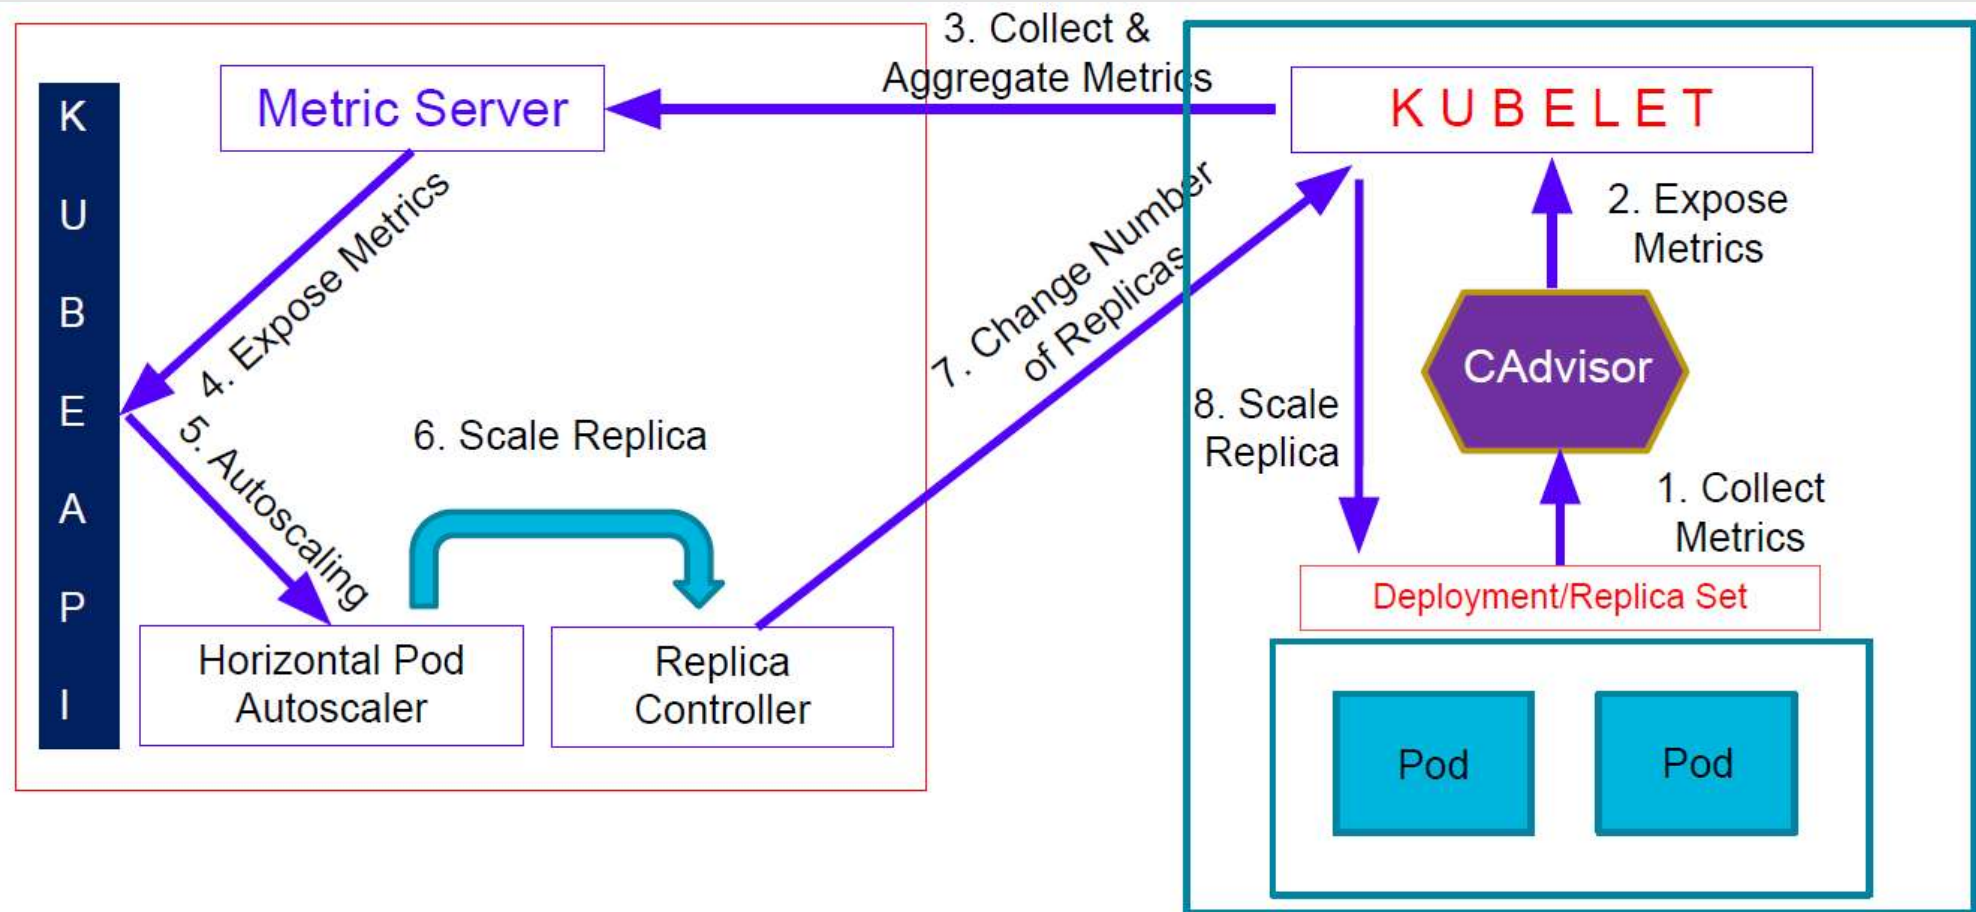 3. Collect &
Aggregate Metrics
Metric Server
K U B E L E T
K
U
B
E
A
P
I
4. Expose Metrics
5. Autoscaling
6. Scale Replica
7. Change Number
of Replicas
2. Expose
Metrics
CAdvisor
8. Scale
Replica
1. Collect
Metrics
Deployment/Replica Set
Horizontal Pod
Autoscaler
Replica
Controller
Pod
Pod